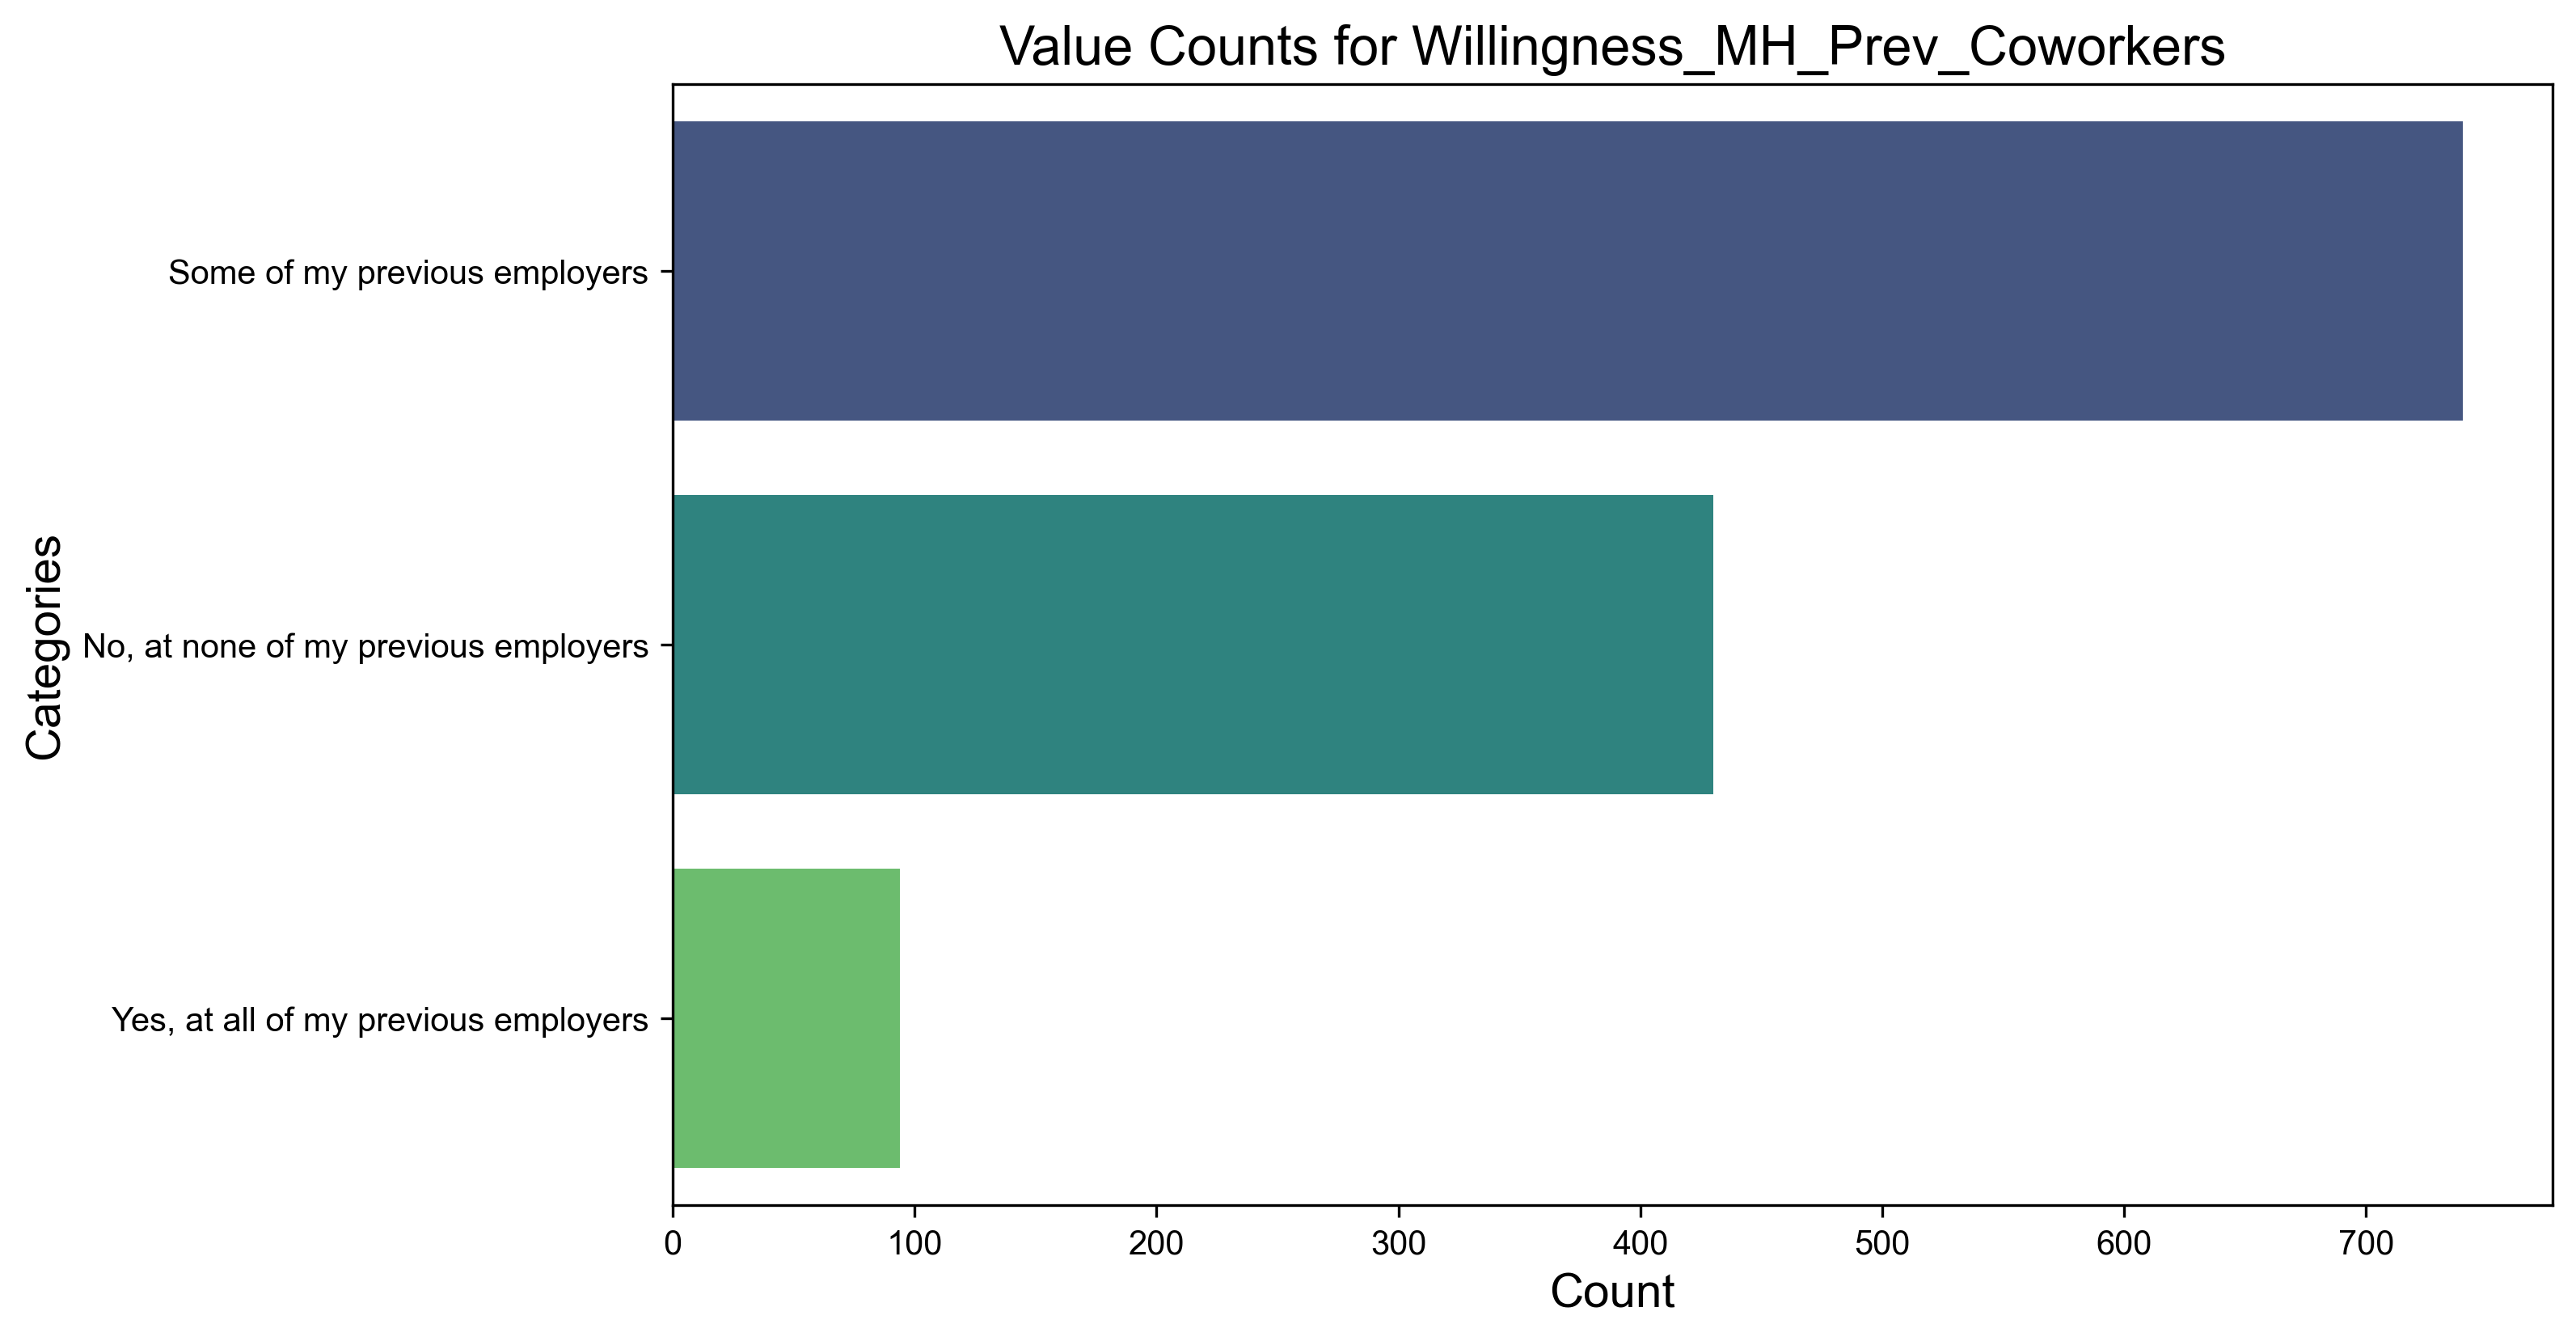 Value Counts for Willingness_MH_Prev_Coworkers
Categories
Some of my previous employers
No, at none of my previous employers
Yes, at all of my previous employers
0 100 200 300 400 500 600 700
Count